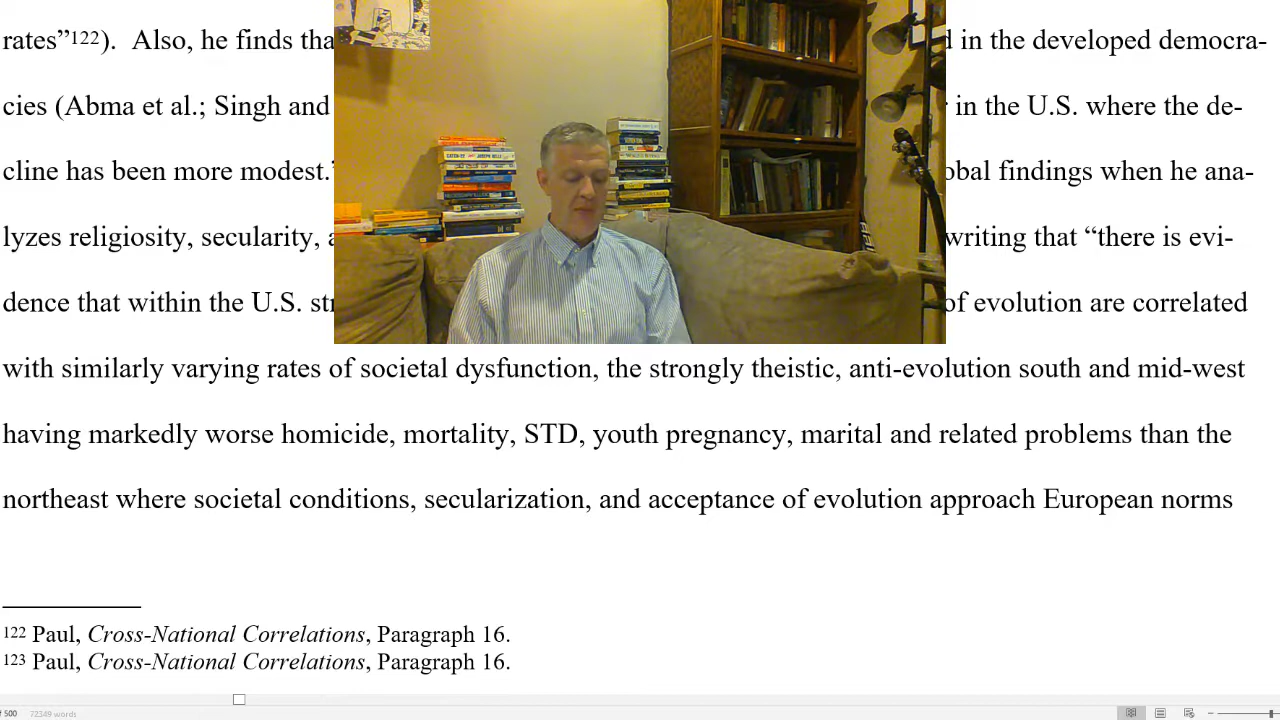 rates”122). Also, he finds tha in the developed democra-
cies (Abma et al.; Singh and in the U.S. where the de-
cline has been more modest. findings when he ana-
lyzes religiosity, secularity, writing that “there is evi-
dence that within the U.S. of evolution are correlated
with similarly varying rates of societal dysfunction, the strongly theistic, anti-evolution south and mid-west
having markedly worse homicide, mortality, STD, youth pregnancy, marital and related problems than the
northeast where societal conditions, secularization, and acceptance of evolution approach European norms
122 Paul, Cross-National Correlations, Paragraph 16.
123 Paul, Cross-National Correlations, Paragraph 16.
500 72349 words